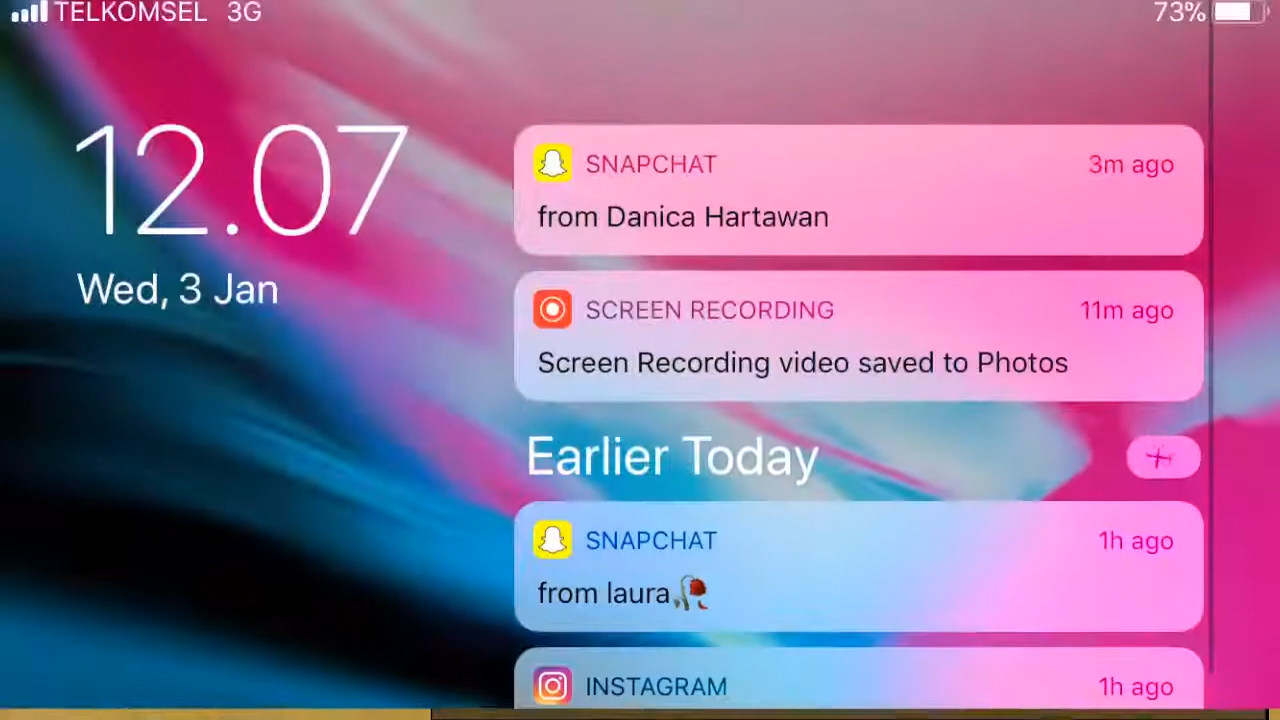 TELKOMSEL 3G
73%
12.07
Wed, 3 Jan
SNAPCHAT
3m ago
from Danica Hartawan
SCREEN RECORDING
11m ago
Screen Recording video saved to Photos
Earlier Today
SNAPCHAT
1h ago
from laura🥀
INSTAGRAM
1h ago